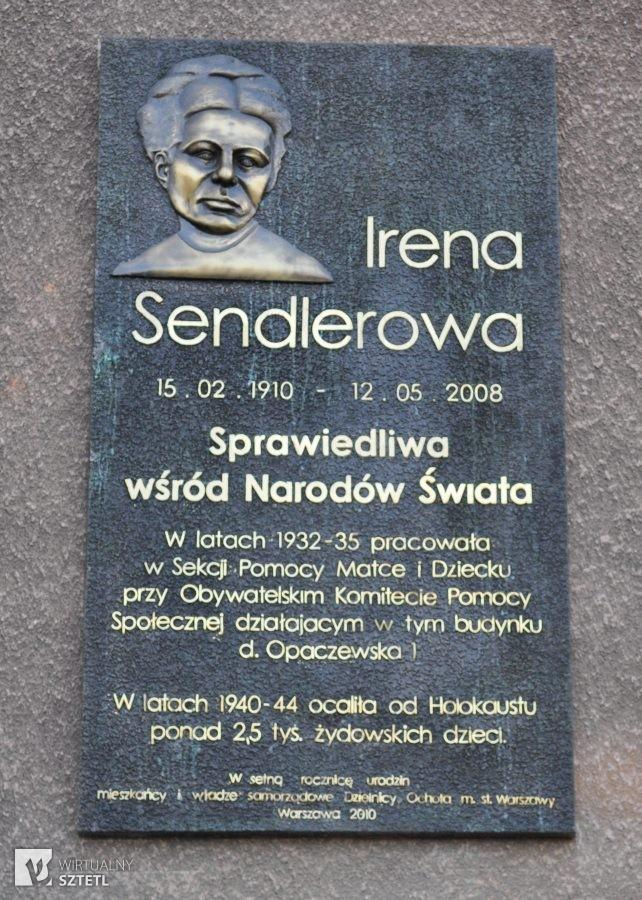 Irena
Sendlerowa
15.02.1910 - 12.05.2008
Sprawiedliwa
wśród Narodów Świata
W latach 1932-35 pracowała
w Sekcji Pomocy Matce i Dziecku
przy Obywatelskim Komitecie Pomocy
Społecznej działajacym w tym budynku
d. Opaczewska 1
W latach 1940-44 ocaliła od Holokaustu
ponad 2,5 tyś. żydowskich dzieci.
W setną rocznicę urodzin
mieszkańcy i władze samorządowe Dzielnicy Ochota m. st. Warszawy
Warszawa 2010
WIRTUALNY
SZTETL